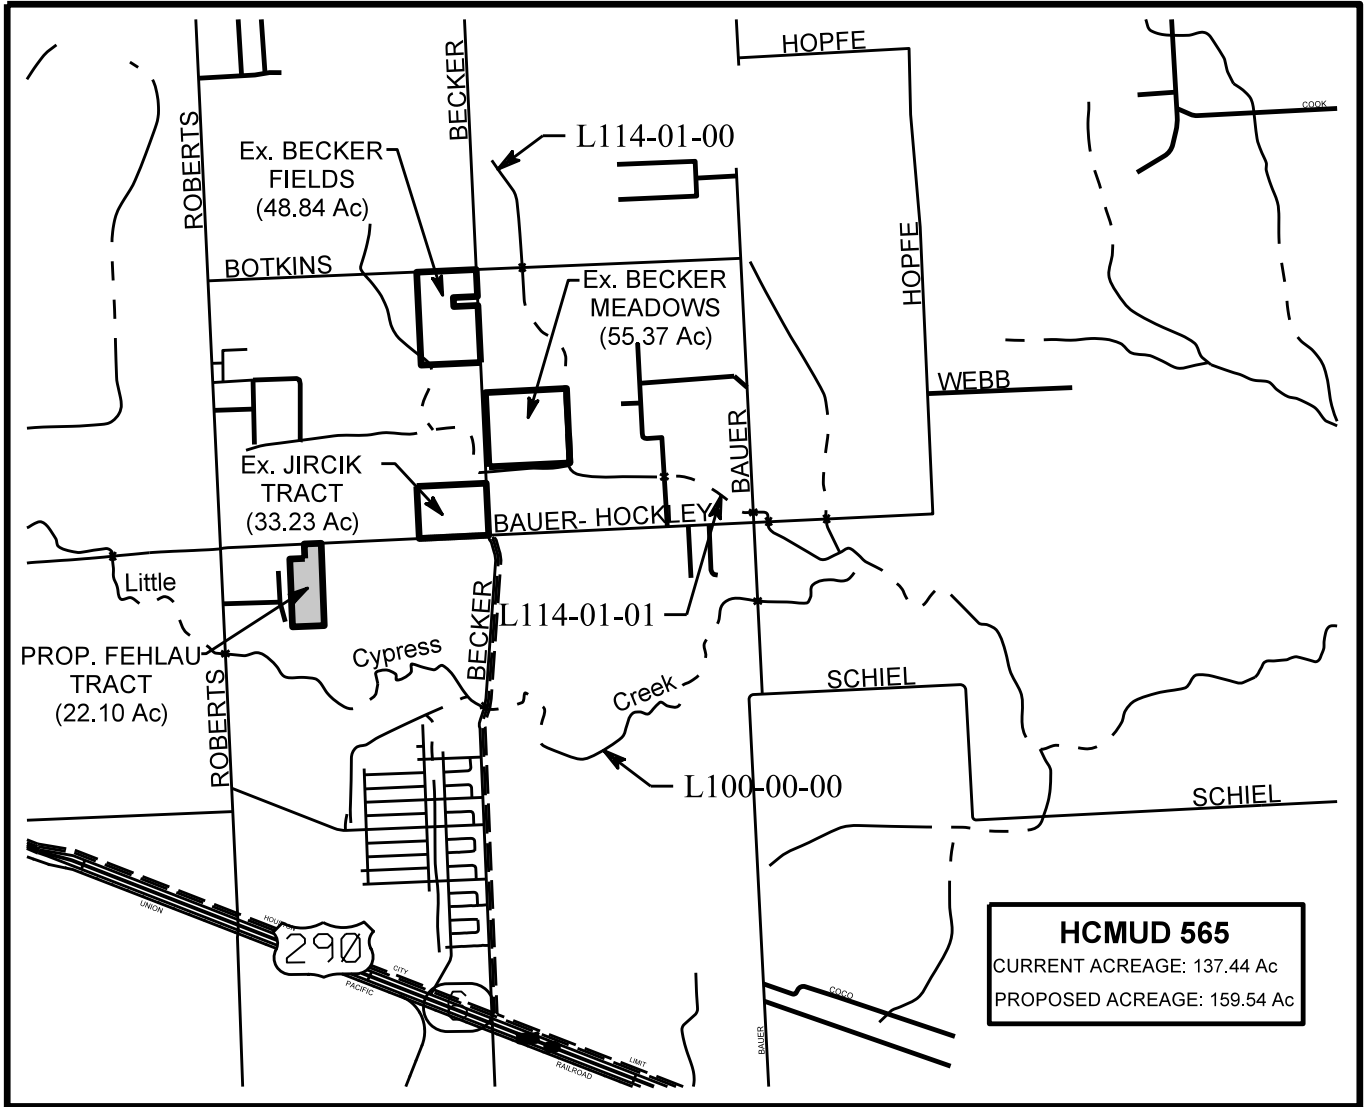 HOPFE
BECKER
ROBERTS
COOK
L114-01-00
Ex. BECKER
FIELDS
(48.84 Ac)
HOPFE
BOTKINS
Ex. BECKER
MEADOWS
(55.37 Ac)
WEBB
BAUER
Ex. JIRCIK
TRACT
(33.23 Ac)
BAUER- HOCKLEY
Little
BECKER
L114-01-01
PROP. FEHLAU
TRACT
(22.10 Ac)
Cypress
Creek
SCHIEL
ROBERTS
L100-00-00
SCHIEL
UNION
HOUSTON
290
CITY
PACIFIC
COCO
BAUER
LIMIT
RAILROAD
HCMUD 565
CURRENT ACREAGE: 137.44 Ac
PROPOSED ACREAGE: 159.54 Ac